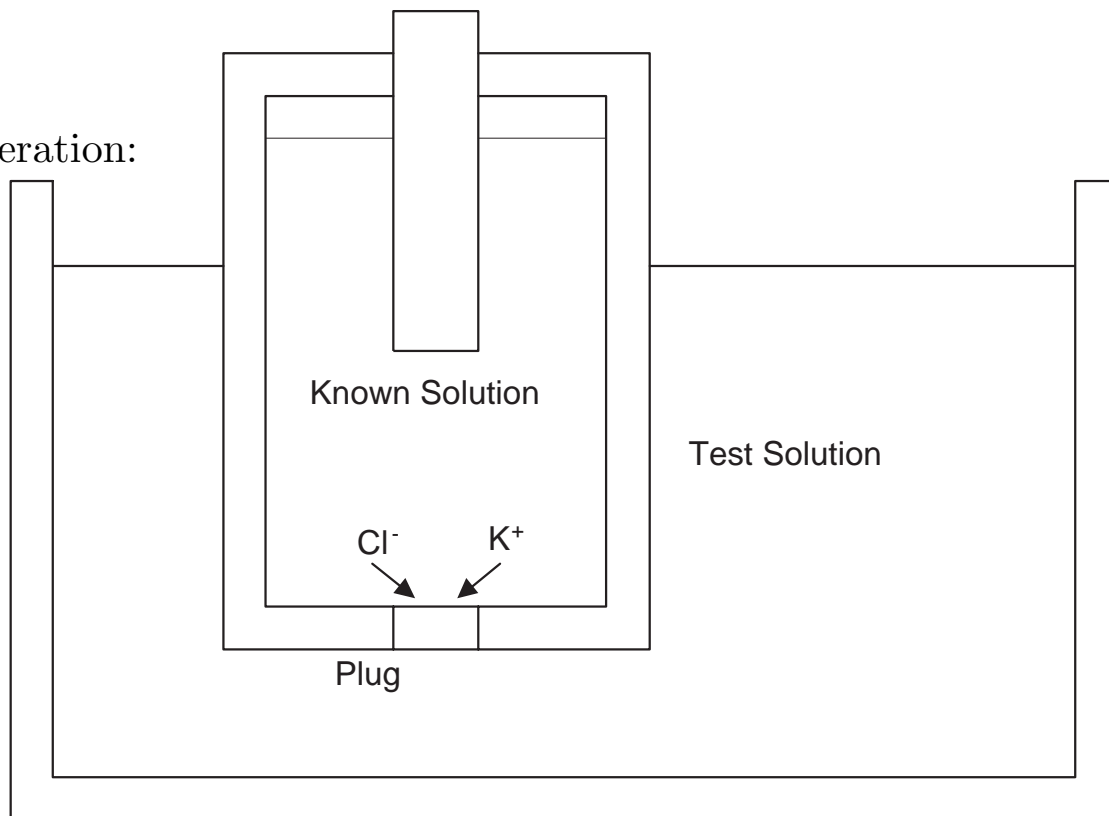 eration:
Known Solution
Test Solution
Cl⁻ K⁺
Plug